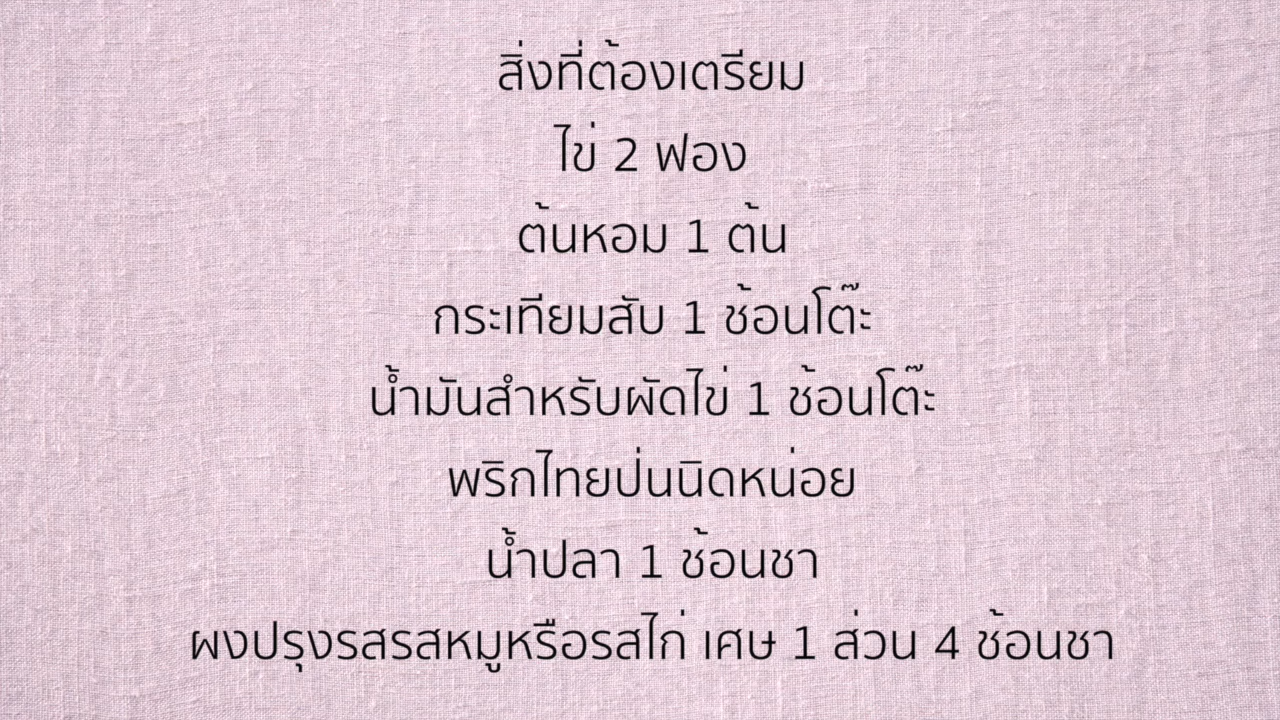 สิ่งที่ต้องเตรียม
ไข่ 2 ฟอง
ต้นหอม 1 ต้น
กระเทียมสับ 1 ช้อนโต๊ะ
น้ำมันสำหรับผัดไข่ 1 ช้อนโต๊ะ
พริกไทยป่นนิดหน่อย
น้ำปลา 1 ช้อนชา
ผงปรุงรสรสหมูหรือรสไก่ เศษ 1 ส่วน 4 ช้อนชา